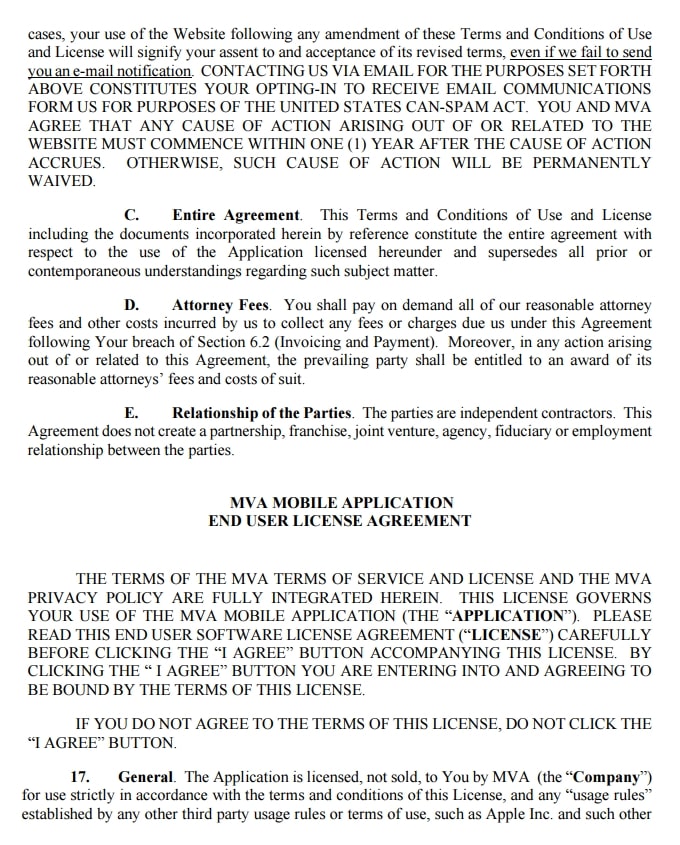 cases, your use of the Website following any amendment of these Terms and Conditions of Use
and License will signify your assent to and acceptance of its revised terms, even if we fail to send
you an e-mail notification. CONTACTING US VIA EMAIL FOR THE PURPOSES SET FORTH
ABOVE CONSTITUTES YOUR OPTING-IN TO RECEIVE EMAIL COMMUNICATIONS
FORM US FOR PURPOSES OF THE UNITED STATES CAN-SPAM ACT. YOU AND MVA
AGREE THAT ANY CAUSE OF ACTION ARISING OUT OF OR RELATED TO THE
WEBSITE MUST COMMENCE WITHIN ONE (1) YEAR AFTER THE CAUSE OF ACTION
ACCRUES. OTHERWISE, SUCH CAUSE OF ACTION WILL BE PERMANENTLY
WAIVED.
C. Entire Agreement. This Terms and Conditions of Use and License
including the documents incorporated herein by reference constitute the entire agreement with
respect to the use of the Application licensed hereunder and supersedes all prior or
contemporaneous understandings regarding such subject matter.
D. Attorney Fees. You shall pay on demand all of our reasonable attorney
fees and other costs incurred by us to collect any fees or charges due us under this Agreement
following Your breach of Section 6.2 (Invoicing and Payment). Moreover, in any action arising
out of or related to this Agreement, the prevailing party shall be entitled to an award of its
reasonable attorneys’ fees and costs of suit.
E. Relationship of the Parties. The parties are independent contractors. This
Agreement does not create a partnership, franchise, joint venture, agency, fiduciary or employment
relationship between the parties.
MVA MOBILE APPLICATION
END USER LICENSE AGREEMENT
THE TERMS OF THE MVA TERMS OF SERVICE AND LICENSE AND THE MVA
PRIVACY POLICY ARE FULLY INTEGRATED HEREIN. THIS LICENSE GOVERNS
YOUR USE OF THE MVA MOBILE APPLICATION (THE “APPLICATION”). PLEASE
READ THIS END USER SOFTWARE LICENSE AGREEMENT (“LICENSE”) CAREFULLY
BEFORE CLICKING THE “I AGREE” BUTTON ACCOMPANYING THIS LICENSE. BY
CLICKING THE “ I AGREE” BUTTON YOU ARE ENTERING INTO AND AGREEING TO
BE BOUND BY THE TERMS OF THIS LICENSE.
IF YOU DO NOT AGREE TO THE TERMS OF THIS LICENSE, DO NOT CLICK THE
“I AGREE” BUTTON.
17. General. The Application is licensed, not sold, to You by MVA (the “Company”)
for use strictly in accordance with the terms and conditions of this License, and any “usage rules”
established by any other third party usage rules or terms of use, such as Apple Inc. and such other